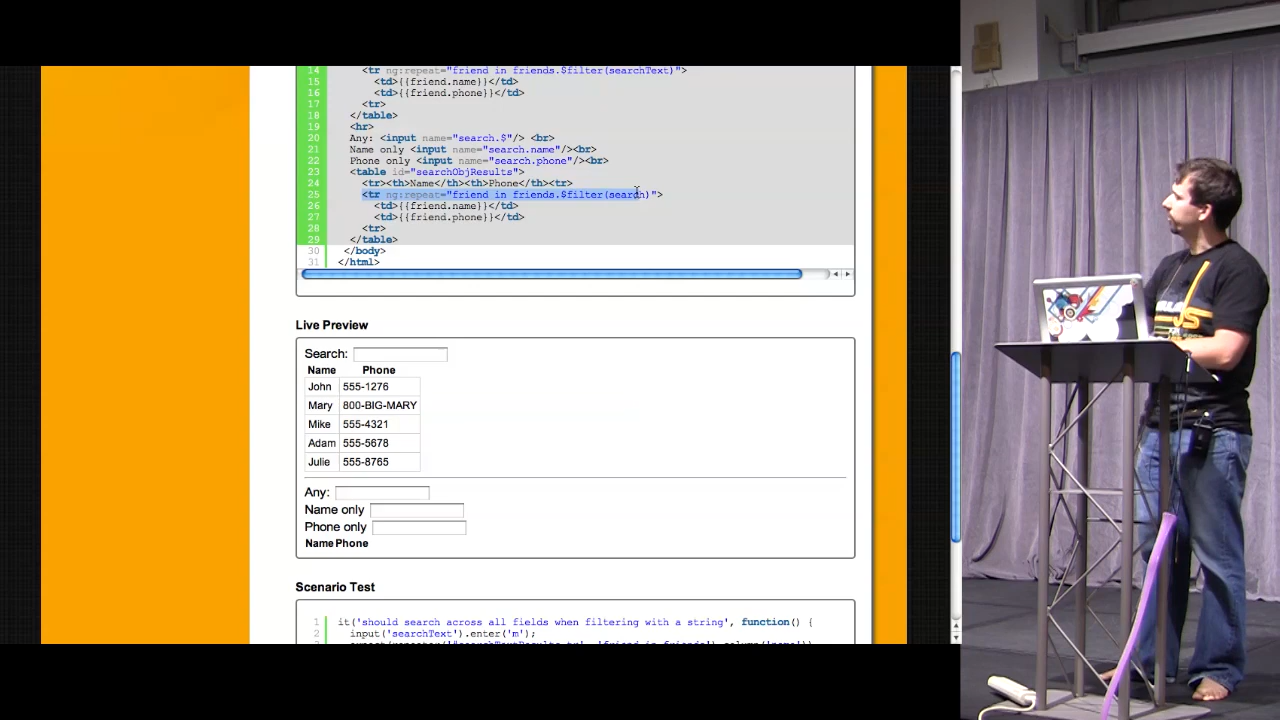 14 <tr ng:repeat="friend in friends.$filter(searchText)">
15 <td>{{friend.name}}</td>
16 <td>{{friend.phone}}</td>
17 <tr>
18 </table>
19 <hr>
20 Any: <input name="search.$"/> <br>
21 Name only <input name="search.name"/><br>
22 Phone only <input name="search.phone"/><br>
23 <table id="searchObjResults">
24 <tr><th>Name</th><th>Phone</th><tr>
25 <tr ng:repeat="friend in friends.$filter(search)">
26 <td>{{friend.name}}</td>
27 <td>{{friend.phone}}</td>
28 <tr>
29 </table>
30 </body>
31 </html>
Live Preview
Search:
Name Phone
John 555-1276
Mary 800-BIG-MARY
Mike 555-4321
Adam 555-5678
Julie 555-8765
Any:
Name only
Phone only
Name Phone
Scenario Test
1 it('should search across all fields when filtering with a string', function() {
2 input('searchText').enter('m');
JS